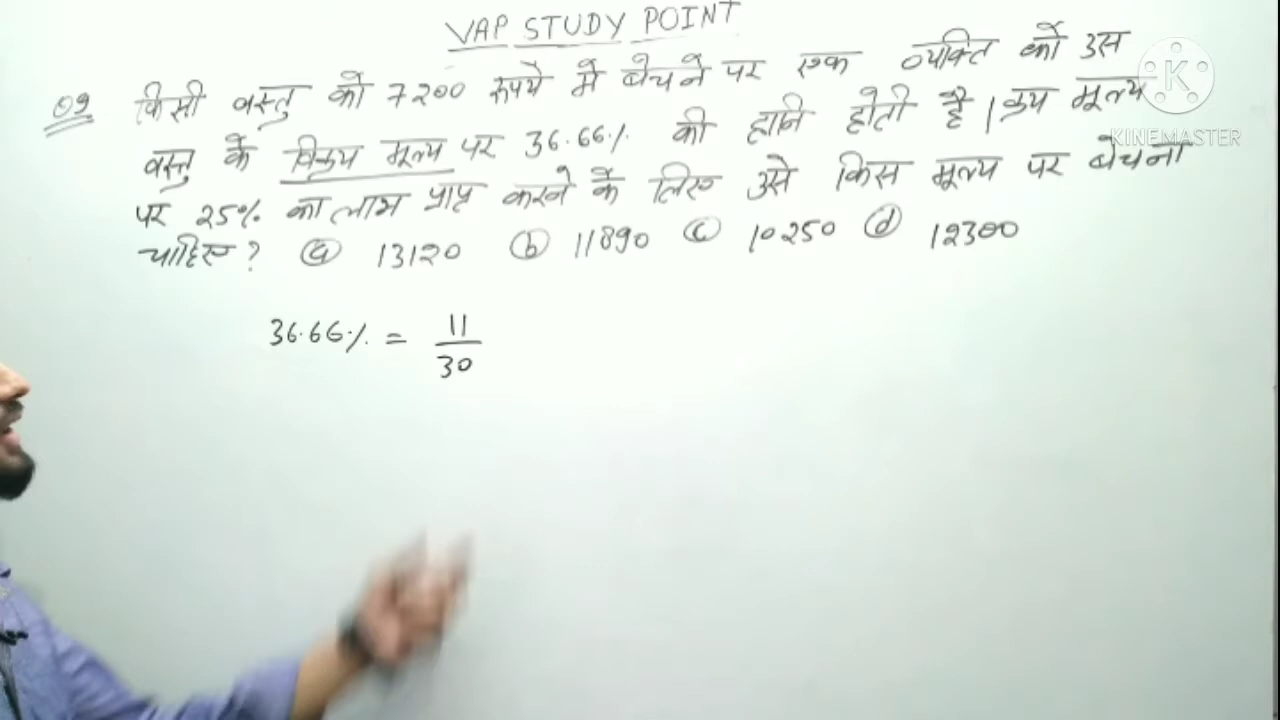 VAP STUDY POINT
Q9 किसी वस्तु को 7200 रूपये में बेचने पर एक व्यक्ति को उस
वस्तु के विक्रय मूल्य पर 36.66% की हानि होती है। क्रय मूल्य
पर 25% का लाभ प्राप्त करने के लिए उसे किस मूल्य पर बेचना
चाहिए? ⓐ 13120 ⓑ 11890 ⓒ 10250 ⓓ 12300
36.66% = 11/30
K
KINEMASTER